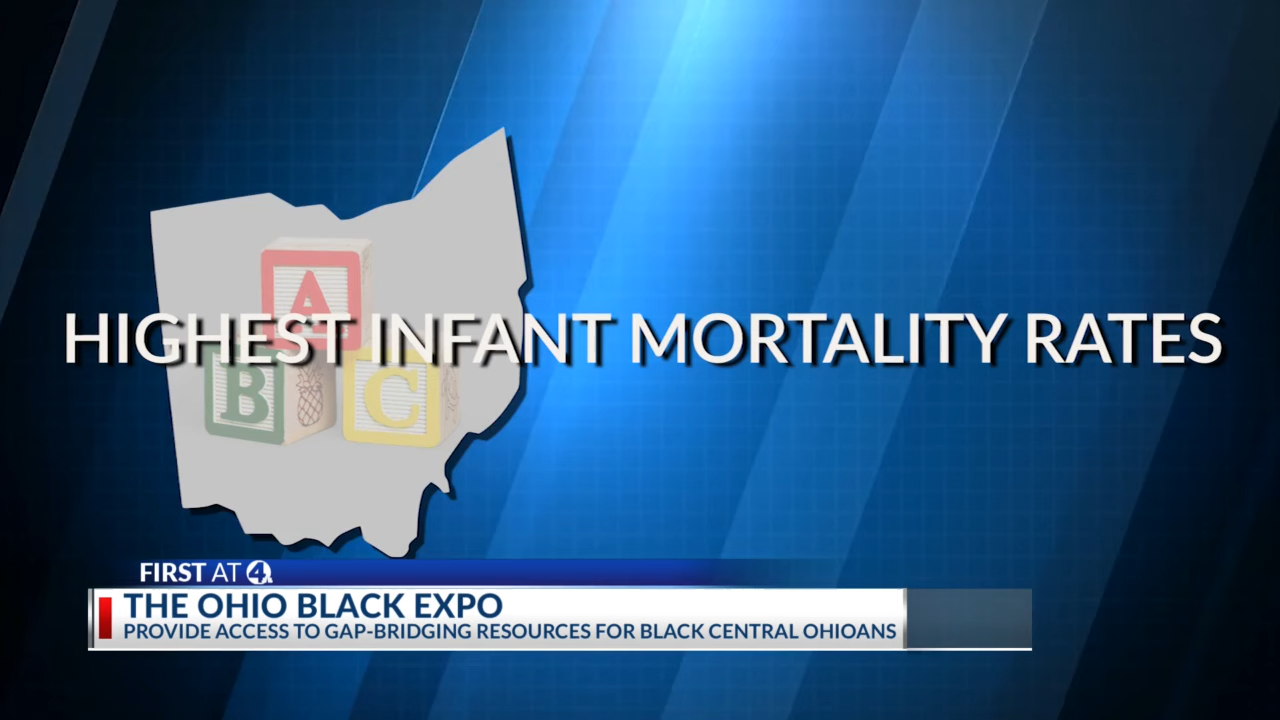 A
HIGHEST INFANT MORTALITY RATES
B C
FIRST AT 4
THE OHIO BLACK EXPO
PROVIDE ACCESS TO GAP-BRIDGING RESOURCES FOR BLACK CENTRAL OHIOANS